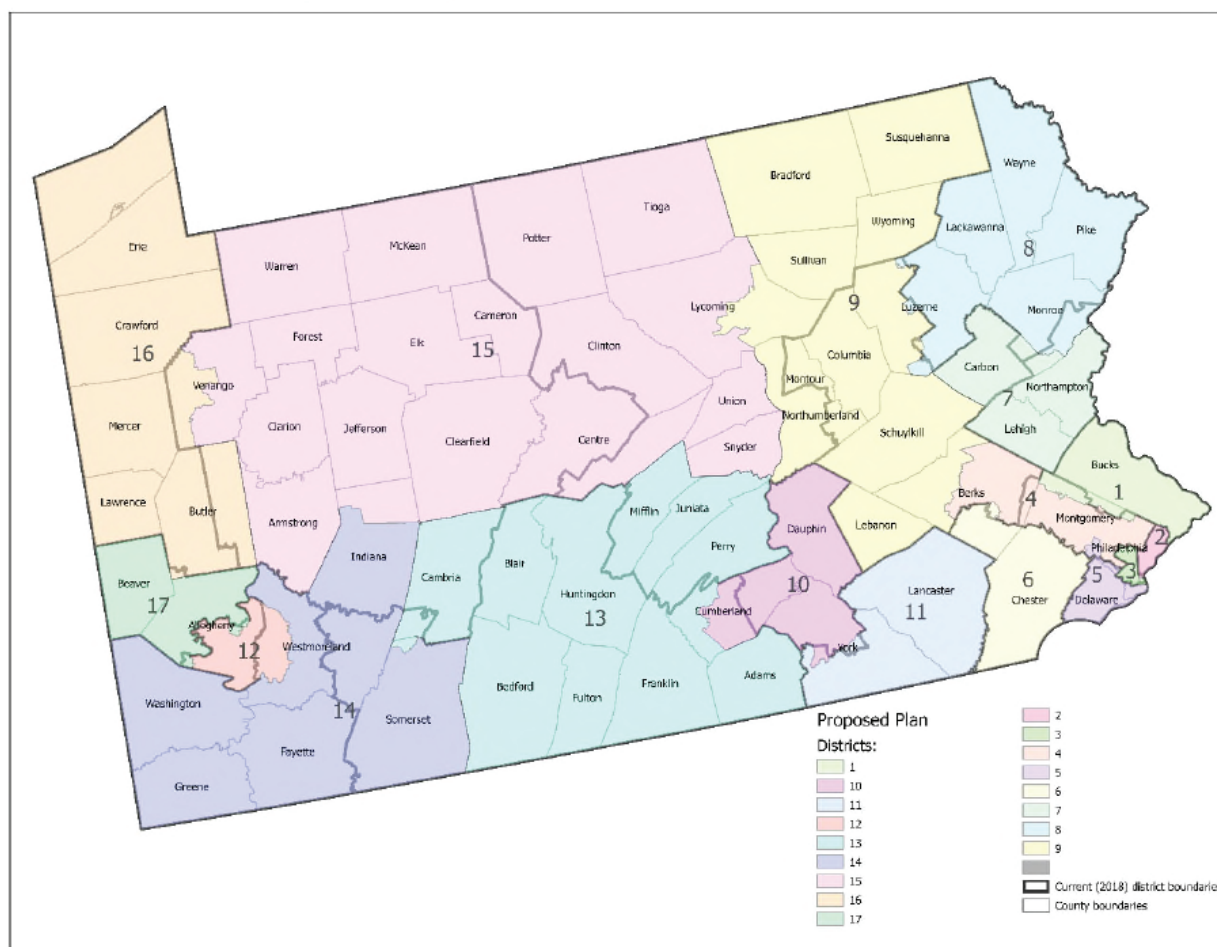 Susquehanna
Wayne
Bradford
Tioga
Wyoming
Potter
McKean
Lackawanna
Pike
Erie
Warren
8
Sullivan
Lycoming
9
Luzerne
Monroe
Cameron
Crawford
Forest
Elk
15
Clinton
16
Columbia
Venango
Carbon
Montour
Northampton
Mercer
Union
Northumberland
7
Clarion
Jefferson
Clearfield
Centre
Schuylkill
Lehigh
Snyder
Bucks
1
Lawrence
Butler
Berks
4
Armstrong
Mifflin
Juniata
Montgomery
Dauphin
Lebanon
2
Indiana
Perry
Philadelphia
Beaver
Cambria
Blair
5
3
17
Huntingdon
10
6
Lancaster
Delaware
Allegheny
13
Cumberland
11
Chester
12
Westmoreland
York
Bedford
Franklin
Adams
Washington
Fulton
14
Somerset
Fayette
Greene
Proposed Plan
Districts:
1
10
11
12
13
14
15
16
17
2
3
4
5
6
7
8
9
Current (2018) district boundarie
County boundaries